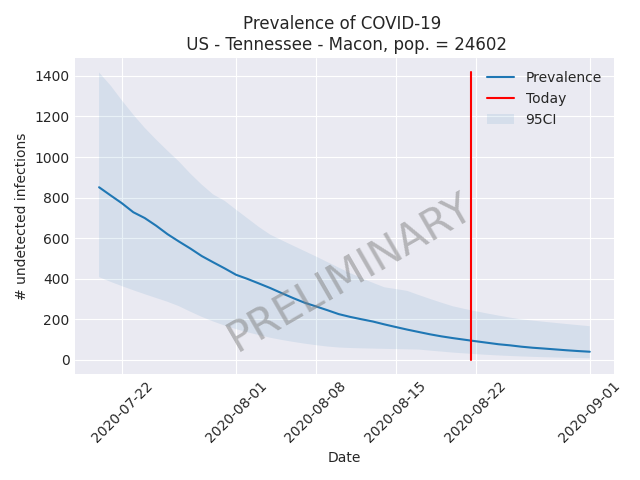 Prevalence of COVID-19
US - Tennessee - Macon, pop. = 24602
# undetected infections
1400
1200
1000
800
600
400
200
0
Prevalence
Today
95CI
PRELIMINARY
2020-07-22
2020-08-01
2020-08-08
2020-08-15
2020-08-22
2020-09-01
Date